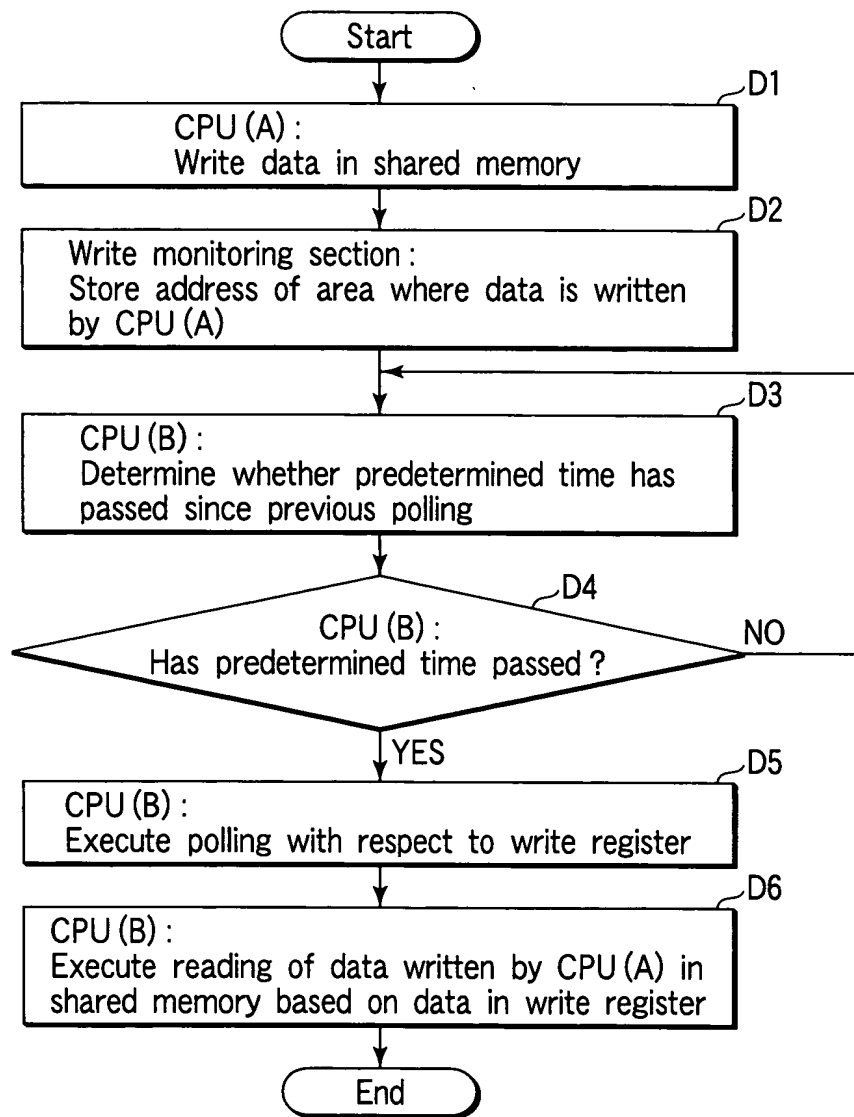 Start
D1
CPU(A):
Write data in shared memory
D2
Write monitoring section:
Store address of area where data is written
by CPU(A)
D3
CPU(B):
Determine whether predetermined time has
passed since previous polling
D4
CPU(B):
Has predetermined time passed?
NO
YES
D5
CPU(B):
Execute polling with respect to write register
D6
CPU(B):
Execute reading of data written by CPU(A) in
shared memory based on data in write register
End